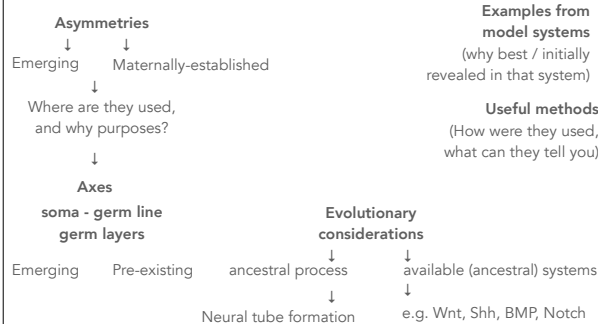 Asymmetries
↓ ↓
Emerging Maternally-established
↓
Where are they used,
and why purposes?
↓
Axes
soma - germ line
germ layers
Emerging Pre-existing
Examples from
model systems
(why best / initially
revealed in that system)
Useful methods
(How were they used,
what can they tell you)
Evolutionary
considerations
↓ ↓
ancestral process available (ancestral) systems
↓ ↓
Neural tube formation e.g. Wnt, Shh, BMP, Notch